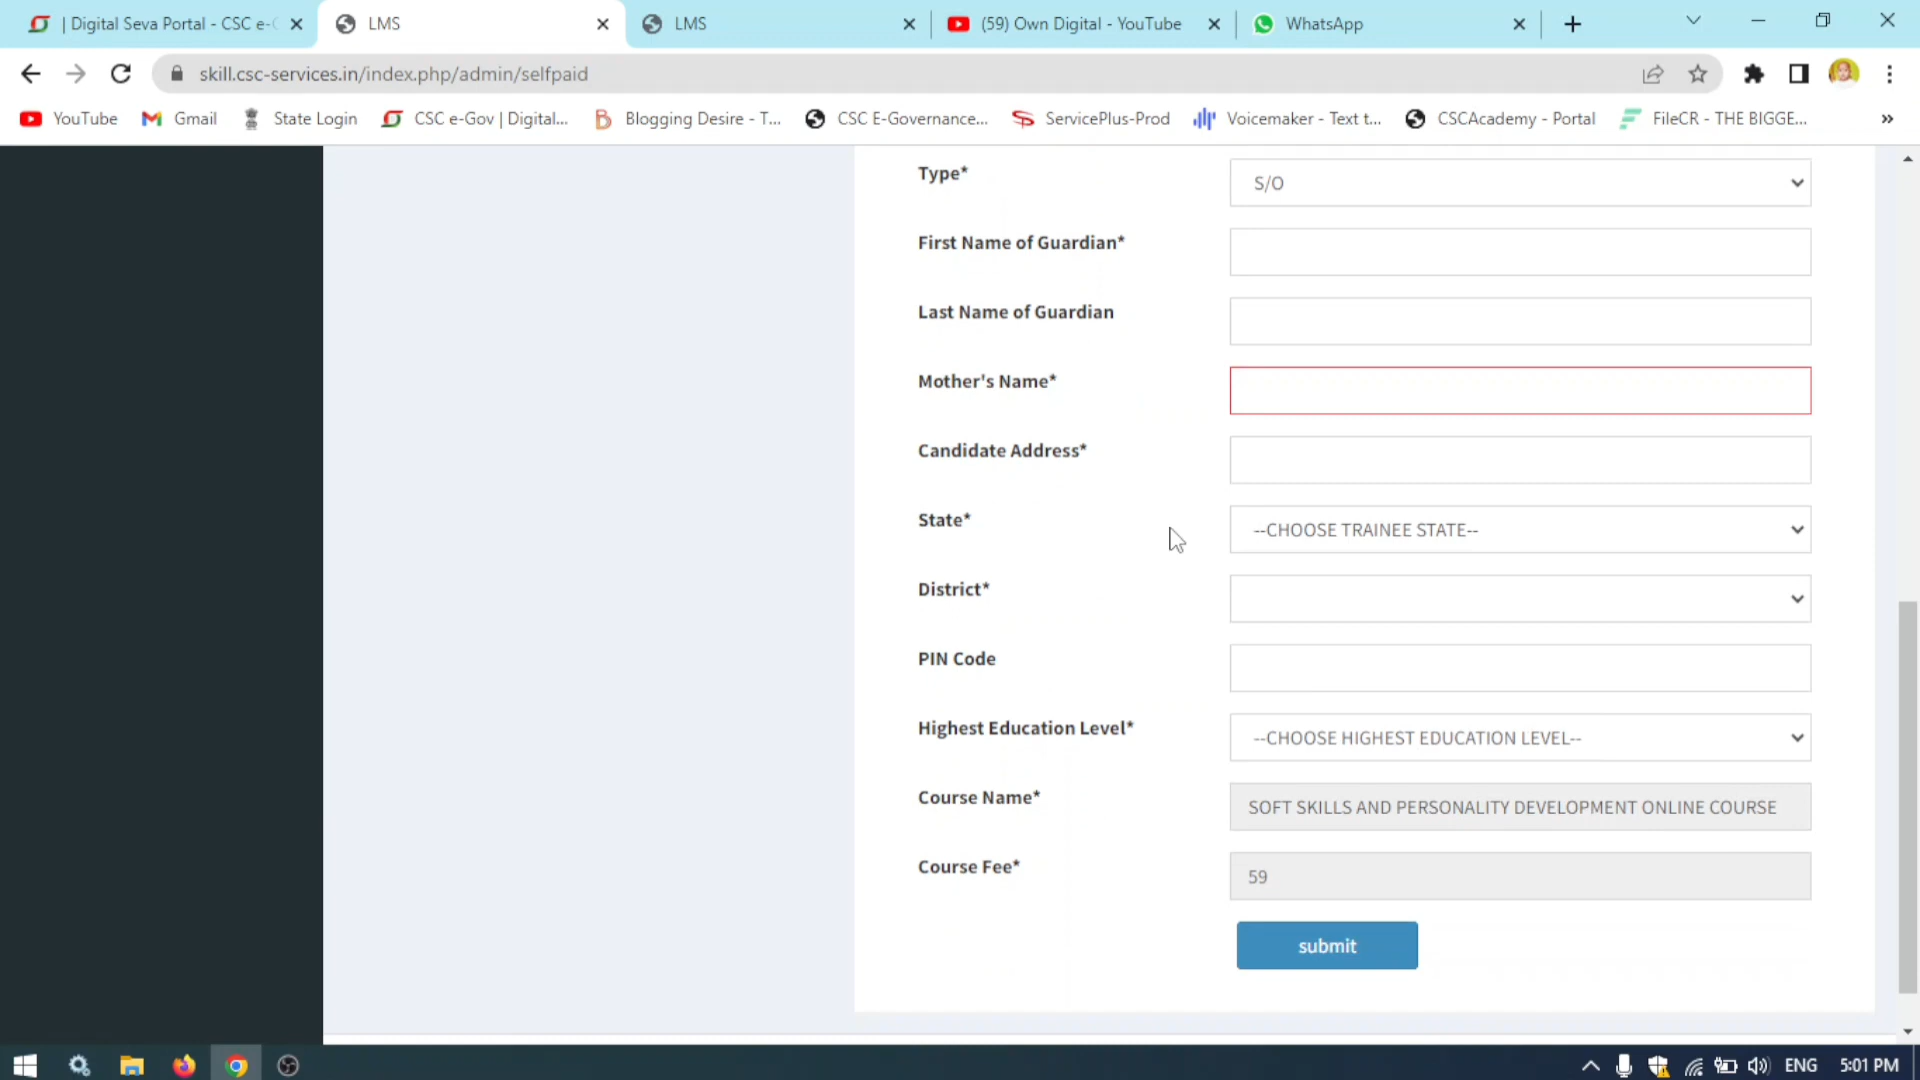 | Digital Seva Portal - CSC e-G
LMS
LMS
(59) Own Digital - YouTube
WhatsApp
skill.csc-services.in/index.php/admin/selfpaid
YouTube
Gmail
State Login
CSC e-Gov | Digital...
Blogging Desire - T...
CSC E-Governance...
ServicePlus-Prod
Voicemaker - Text t...
CSCAcademy - Portal
FileCR - THE BIGGE...
Type*
S/O
First Name of Guardian*
Last Name of Guardian
Mother's Name*
Candidate Address*
State*
--CHOOSE TRAINEE STATE--
District*
PIN Code
Highest Education Level*
--CHOOSE HIGHEST EDUCATION LEVEL--
Course Name*
SOFT SKILLS AND PERSONALITY DEVELOPMENT ONLINE COURSE
Course Fee*
59
submit
ENG
5:01 PM